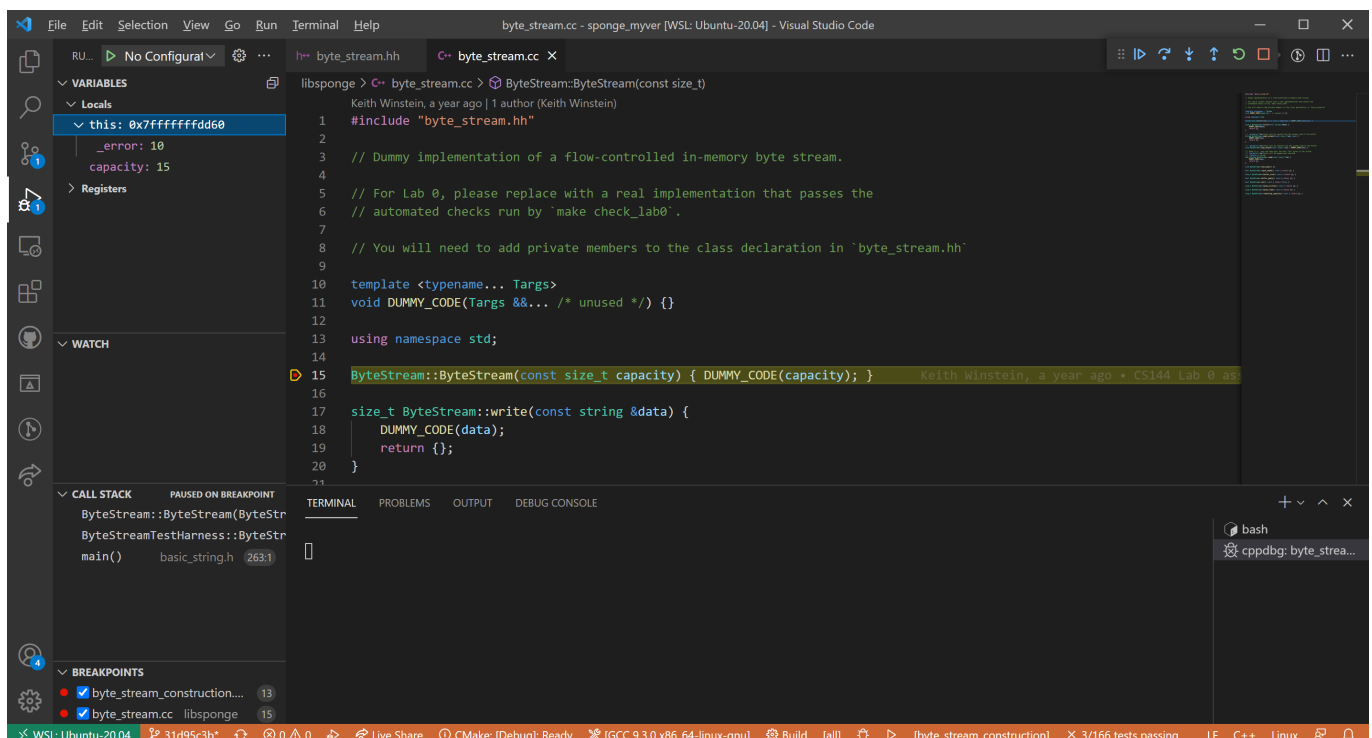 File Edit Selection View Go Run Terminal Help byte_stream.cc - sponge_myver [WSL: Ubuntu-20.04] - Visual Studio Code
RU... No Configurat
VARIABLES
Locals
this: 0x7fffffffdd60
_error: 10
capacity: 15
Registers
WATCH
CALL STACK PAUSED ON BREAKPOINT
ByteStream::ByteStream(ByteStr
ByteStreamTestHarness::ByteStr
main() basic_string.h 263:1
BREAKPOINTS
byte_stream_construction.... 13
byte_stream.cc libsponge 15
1
1
4
h++ byte_stream.hh C++ byte_stream.cc
libsponge > C++ byte_stream.cc > ByteStream::ByteStream(const size_t)
Keith Winstein, a year ago | 1 author (Keith Winstein)
1 #include "byte_stream.hh"
2
3 // Dummy implementation of a flow-controlled in-memory byte stream.
4
5 // For Lab 0, please replace with a real implementation that passes the
6 // automated checks run by `make check_lab0`.
7
8 // You will need to add private members to the class declaration in `byte_stream.hh`
9
10 template <typename... Targs>
11 void DUMMY_CODE(Targs &&... /* unused */) {}
12
13 using namespace std;
14
15 ByteStream::ByteStream(const size_t capacity) { DUMMY_CODE(capacity); } Keith Winstein, a year ago • CS144 Lab 0 as
16
17 size_t ByteStream::write(const string &data) {
18 DUMMY_CODE(data);
19 return {};
20 }
21
TERMINAL PROBLEMS OUTPUT DEBUG CONSOLE
bash
cppdbg: byte_strea...
WSL: Ubuntu-20.04 31d95c3b* 0 0 Live Share CMake: [Debug]: Ready [GCC 9.3.0 x86_64-linux-gnu] Build [all] [byte_stream_construction] 3/166 tests passing LF C++ Linux